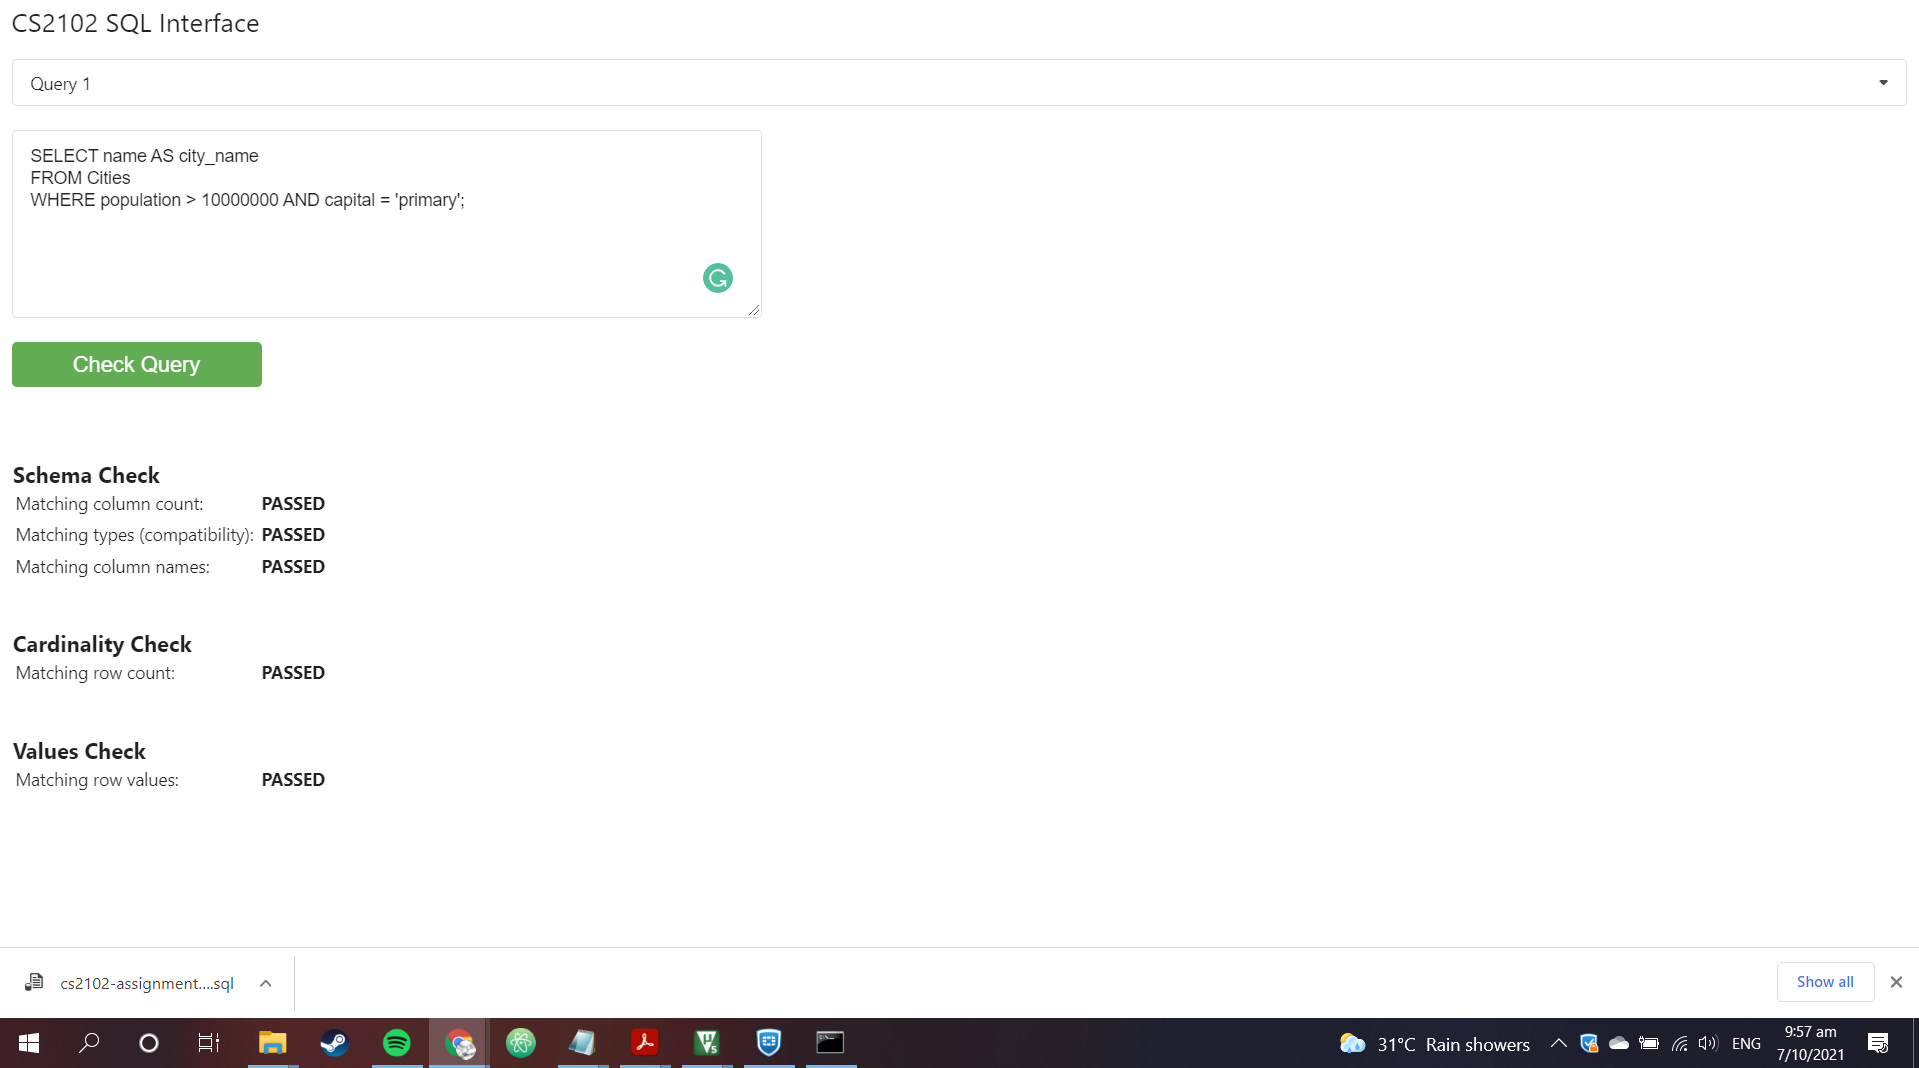 CS2102 SQL Interface
Query 1
SELECT name AS city_name
FROM Cities
WHERE population > 10000000 AND capital = 'primary';
Check Query
Schema Check
Matching column count: PASSED
Matching types (compatibility): PASSED
Matching column names: PASSED
Cardinality Check
Matching row count: PASSED
Values Check
Matching row values: PASSED
cs2102-assignment....sql
Show all
31°C Rain showers
ENG
9:57 am
7/10/2021